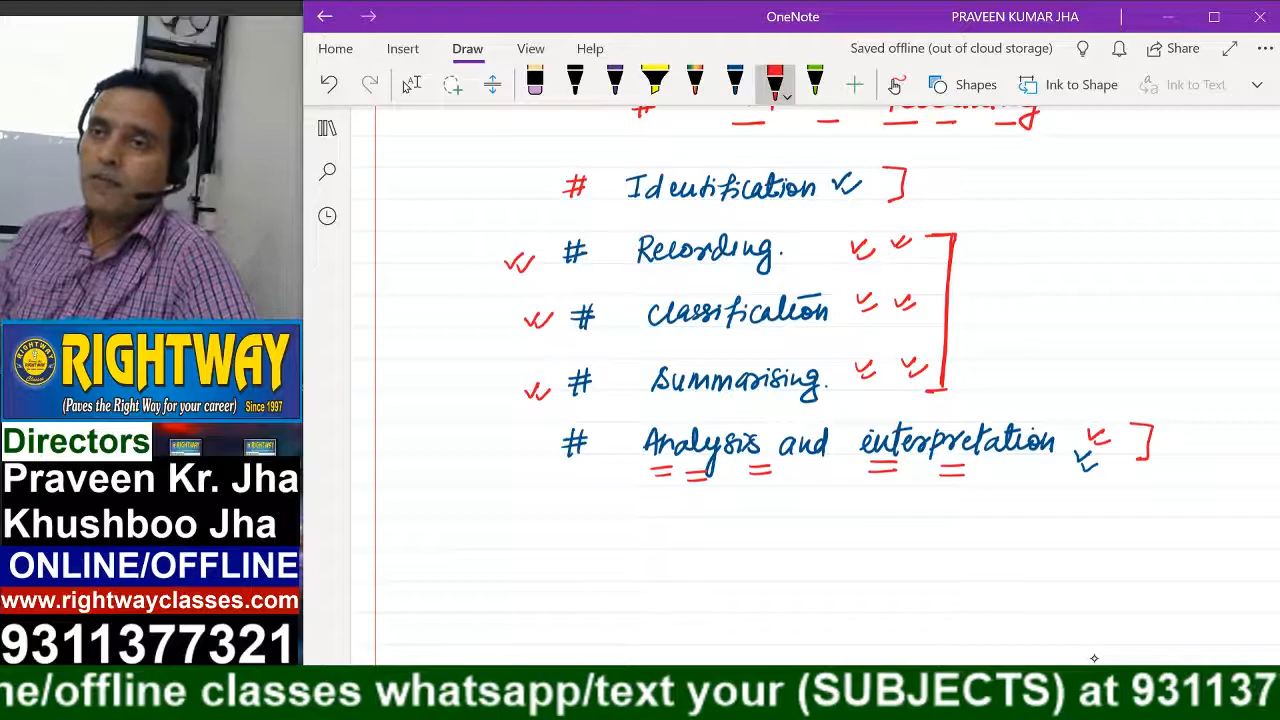 OneNote
PRAVEEN KUMAR JHA
Home Insert Draw View Help
Saved offline (out of cloud storage)
Share
Shapes
Ink to Shape
Ink to Text
# Identification
# Recording.
# Classification
# Summarising.
# Analysis and interpretation
RIGHTWAY
(Paves the Right Way for your career) Since 1997
Directors
Praveen Kr. Jha
Khushboo Jha
ONLINE/OFFLINE
www.rightwayclasses.com
9311377321
ne/offline classes whatsapp/text your (SUBJECTS) at 931137